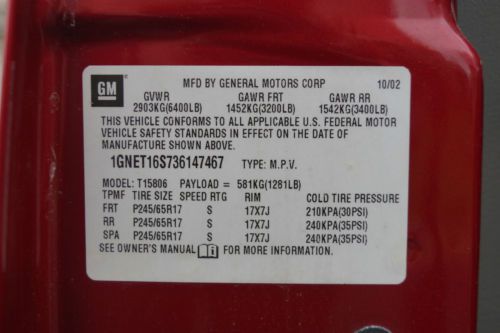 GM MFD BY GENERAL MOTORS CORP 10/02
GVWR GAWR FRT GAWR RR
2903KG(6400LB) 1452KG(3200LB) 1542KG(3400LB)
THIS VEHICLE CONFORMS TO ALL APPLICABLE U.S. FEDERAL MOTOR
VEHICLE SAFETY STANDARDS IN EFFECT ON THE DATE OF
MANUFACTURE SHOWN ABOVE.
1GNET16S736147467 TYPE: M.P.V.
MODEL: T15806 PAYLOAD = 581KG(1281LB)
TPMF TIRE SIZE SPEED RTG RIM COLD TIRE PRESSURE
FRT P245/65R17 S 17X7J 210KPA(30PSI)
RR P245/65R17 S 17X7J 240KPA(35PSI)
SPA P245/65R17 S 17X7J 240KPA(35PSI)
SEE OWNER'S MANUAL FOR MORE INFORMATION.